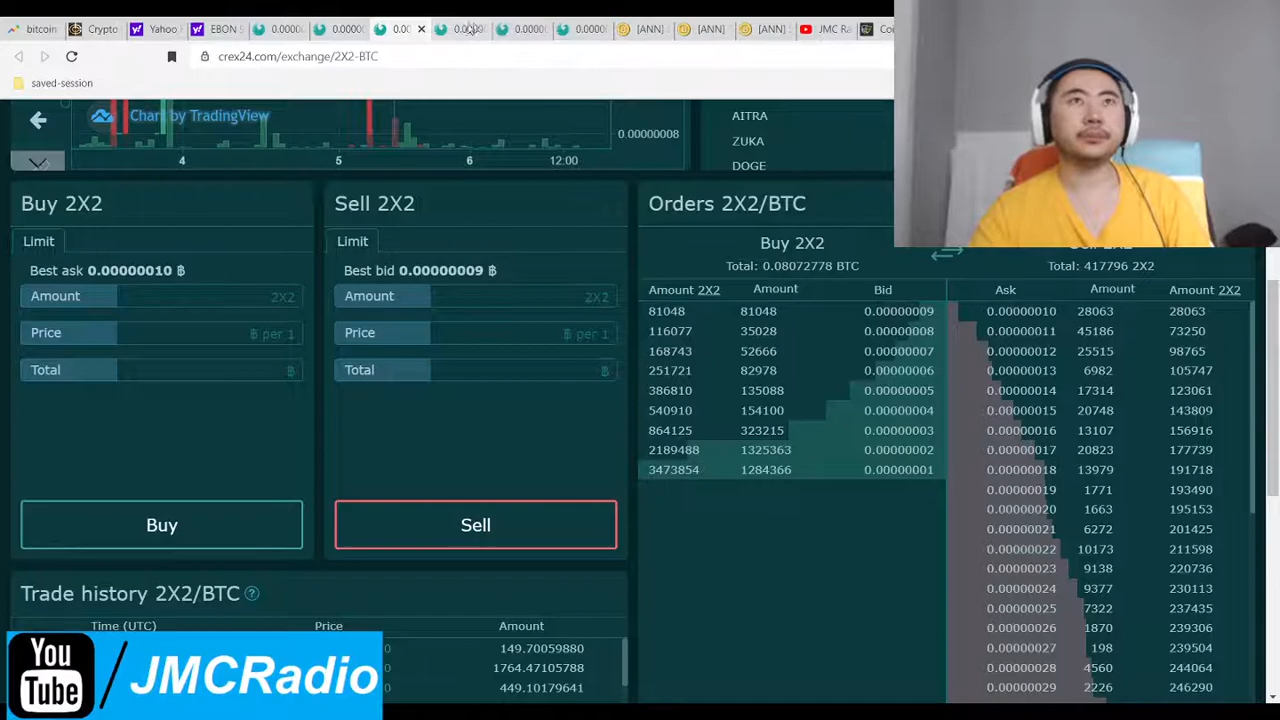 bitcoin Crypto Yahoo EBON S 0.0000 0.0000 0.00 0.0000 0.0000 0.0000 [ANN] [ANN] [ANN] S JMC Ra
crex24.com/exchange/2X2-BTC
saved-session
Chart by TradingView
0.00000008
4 5 6 12:00
AITRA
ZUKA
DOGE
Buy 2X2
Limit
Best ask 0.00000010 ₿
Amount 2X2
Price ₿ per 1
Total ₿
Buy
Sell 2X2
Limit
Best bid 0.00000009 ₿
Amount 2X2
Price ₿ per 1
Total ₿
Sell
Orders 2X2/BTC
Buy 2X2
Total: 0.08072778 BTC
Total: 417796 2X2
Amount 2X2 Amount Bid Ask Amount Amount 2X2
81048 81048 0.00000009 0.00000010 28063 28063
116077 35028 0.00000008 0.00000011 45186 73250
168743 52666 0.00000007 0.00000012 25515 98765
251721 82978 0.00000006 0.00000013 6982 105747
386810 135088 0.00000005 0.00000014 17314 123061
540910 154100 0.00000004 0.00000015 20748 143809
864125 323215 0.00000003 0.00000016 13107 156916
2189488 1325363 0.00000002 0.00000017 20823 177739
3473854 1284366 0.00000001 0.00000018 13979 191718
0.00000019 1771 193490
0.00000020 1663 195153
0.00000021 6272 201425
0.00000022 10173 211598
0.00000023 9138 220736
0.00000024 9377 230113
0.00000025 7322 237435
0.00000026 1870 239306
0.00000027 198 239504
0.00000028 4560 244064
0.00000029 2226 246290
Trade history 2X2/BTC ?
Time (UTC) Price Amount
0 149.70059880
0 1764.47105788
0 449.10179641
You
Tube
/JMCRadio